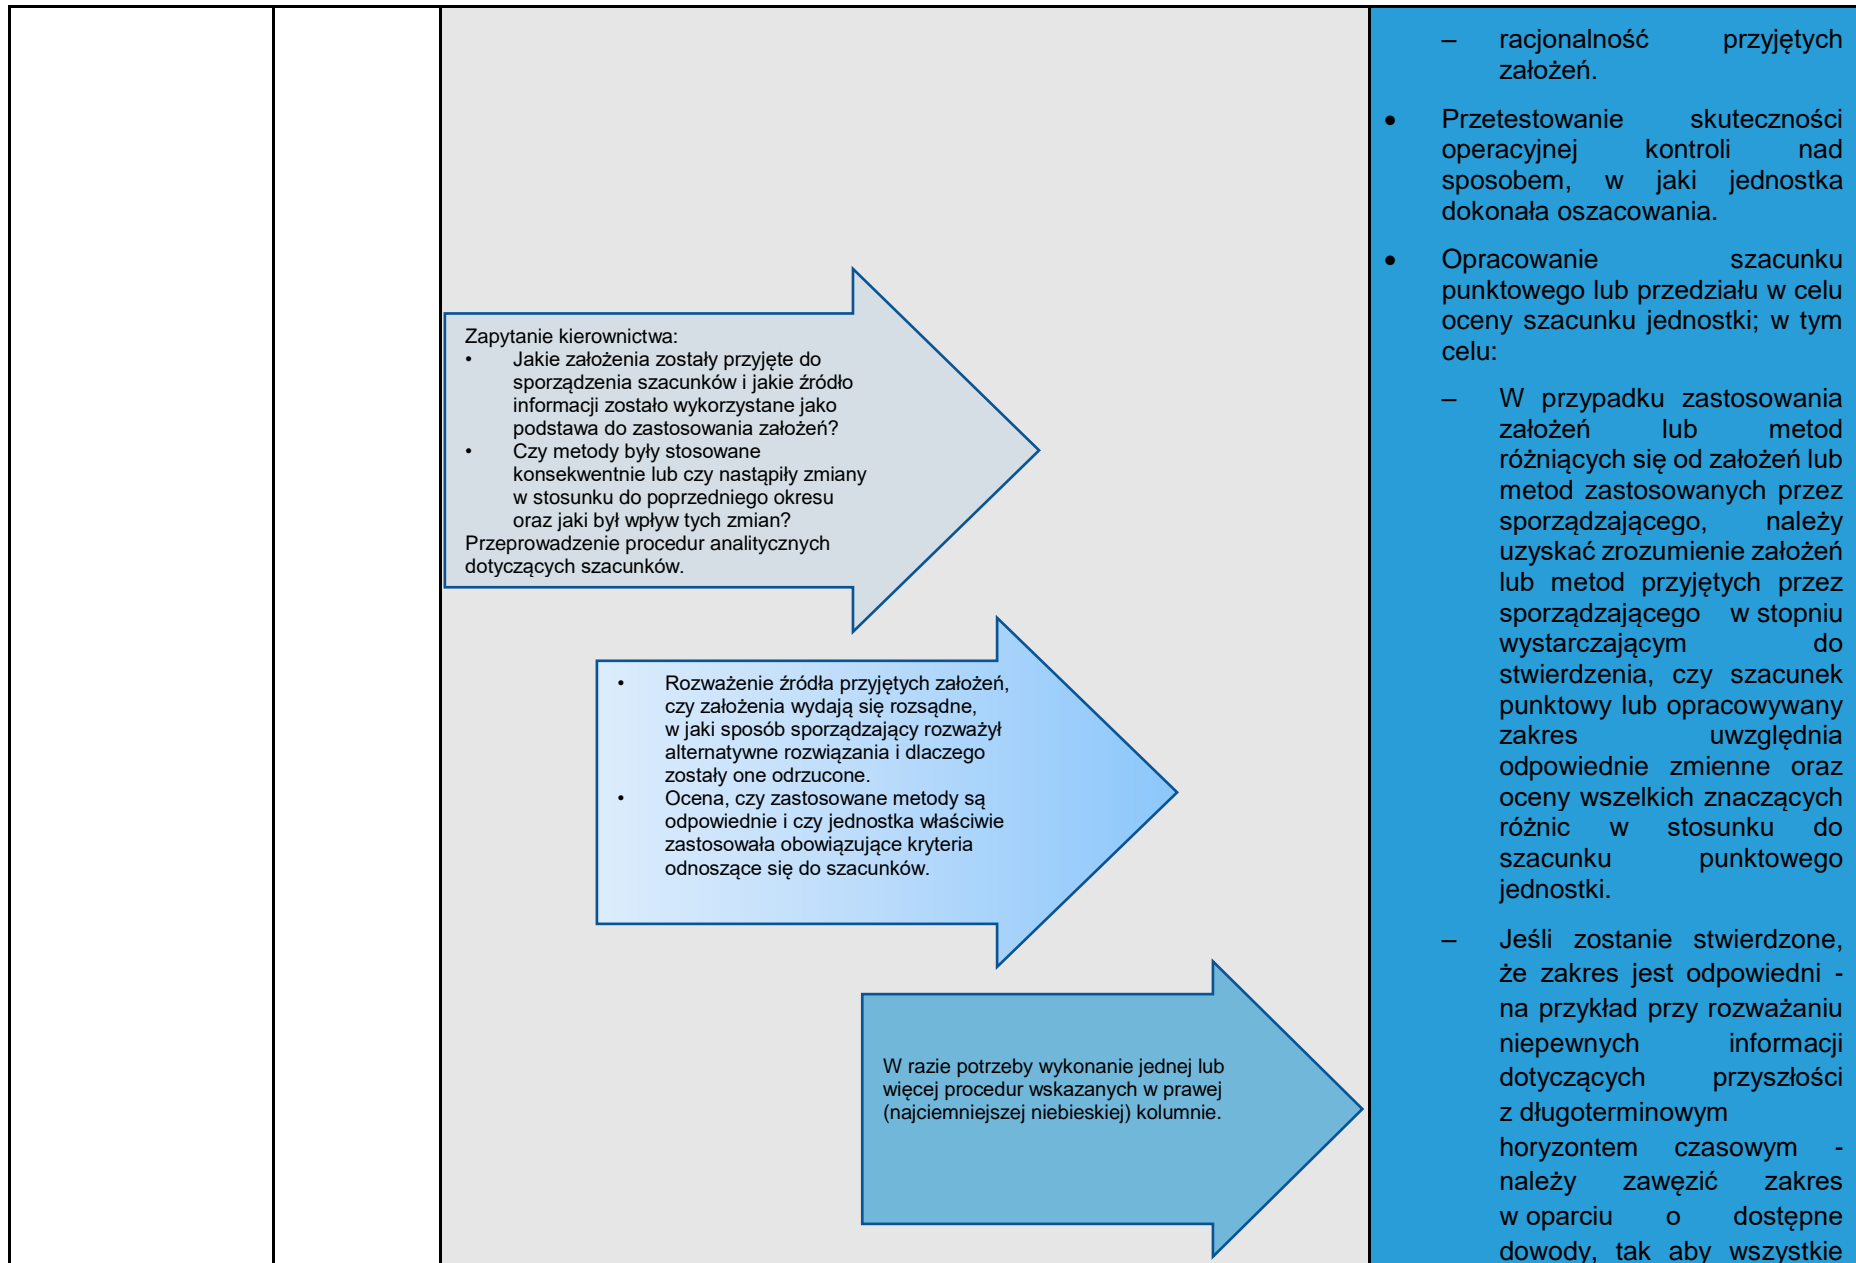 Zapytanie kierownictwa:
• Jakie założenia zostały przyjęte do
sporządzenia szacunków i jakie źródło
informacji zostało wykorzystane jako
podstawa do zastosowania założeń?
• Czy metody były stosowane
konsekwentnie lub czy nastąpiły zmiany
w stosunku do poprzedniego okresu
oraz jaki był wpływ tych zmian?
Przeprowadzenie procedur analitycznych
dotyczących szacunków.
• Rozważenie źródła przyjętych założeń,
czy założenia wydają się rozsądne,
w jaki sposób sporządzający rozważył
alternatywne rozwiązania i dlaczego
zostały one odrzucone.
• Ocena, czy zastosowane metody są
odpowiednie i czy jednostka właściwie
zastosowała obowiązujące kryteria
odnoszące się do szacunków.
W razie potrzeby wykonanie jednej lub
więcej procedur wskazanych w prawej
(najciemniejszej niebieskiej) kolumnie.
– racjonalność przyjętych
założeń.
• Przetestowanie skuteczności
operacyjnej kontroli nad
sposobem, w jaki jednostka
dokonała oszacowania.
• Opracowanie szacunku
punktowego lub przedziału w celu
oceny szacunku jednostki; w tym
celu:
– W przypadku zastosowania
założeń lub metod
różniących się od założeń lub
metod zastosowanych przez
sporządzającego, należy
uzyskać zrozumienie założeń
lub metod przyjętych przez
sporządzającego w stopniu
wystarczającym do
stwierdzenia, czy szacunek
punktowy lub opracowywany
zakres uwzględnia
odpowiednie zmienne oraz
oceny wszelkich znaczących
różnic w stosunku do
szacunku punktowego
jednostki.
– Jeśli zostanie stwierdzone,
że zakres jest odpowiedni -
na przykład przy rozważaniu
niepewnych informacji
dotyczących przyszłości
z długoterminowym
horyzontem czasowym -
należy zawęzić zakres
w oparciu o dostępne
dowody, tak aby wszystkie